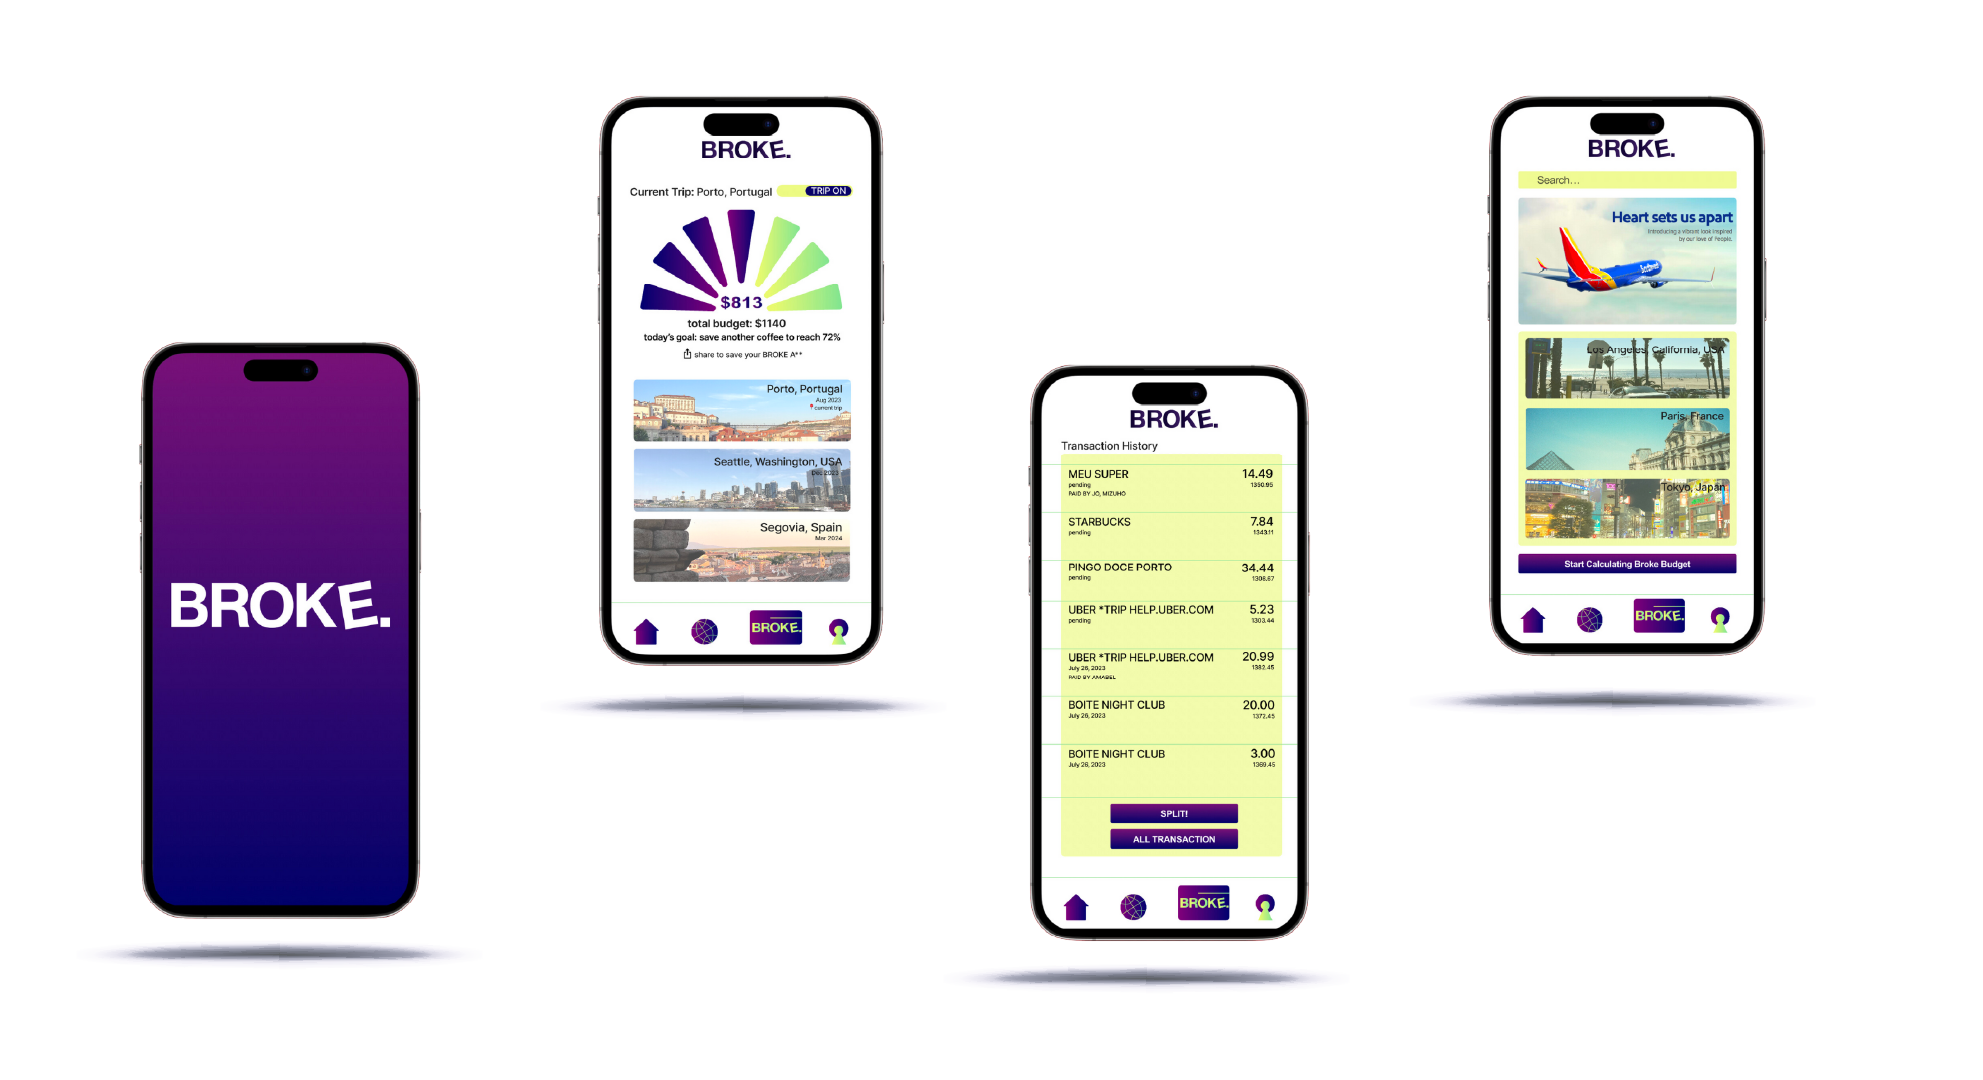 BROKE.
BROKE.
Current Trip: Porto, Portugal
TRIP ON
$813
total budget: $1140
today's goal: save another coffee to reach 72%
share to save your BROKE A**
Porto, Portugal
Aug 2023
current trip
Seattle, Washington, USA
Dec 2023
Segovia, Spain
Mar 2024
BROKE.
BROKE.
Transaction History
MEU SUPER 14.49
pending 1350.95
PAID BY JO, MIZUHO
STARBUCKS 7.84
pending 1343.11
PINGO DOCE PORTO 34.44
pending 1308.67
UBER *TRIP HELP.UBER.COM 5.23
pending 1303.44
UBER *TRIP HELP.UBER.COM 20.99
July 26, 2023 1382.45
PAID BY AMABEL
BOITE NIGHT CLUB 20.00
July 26, 2023 1372.45
BOITE NIGHT CLUB 3.00
July 26, 2023 1369.45
SPLIT!
ALL TRANSACTION
BROKE.
BROKE.
Search...
Heart sets us apart
Introducing a vibrant look inspired
by our love of People.
Southwest
Los Angeles, California, USA
Paris, France
Tokyo, Japan
Start Calculating Broke Budget
BROKE.